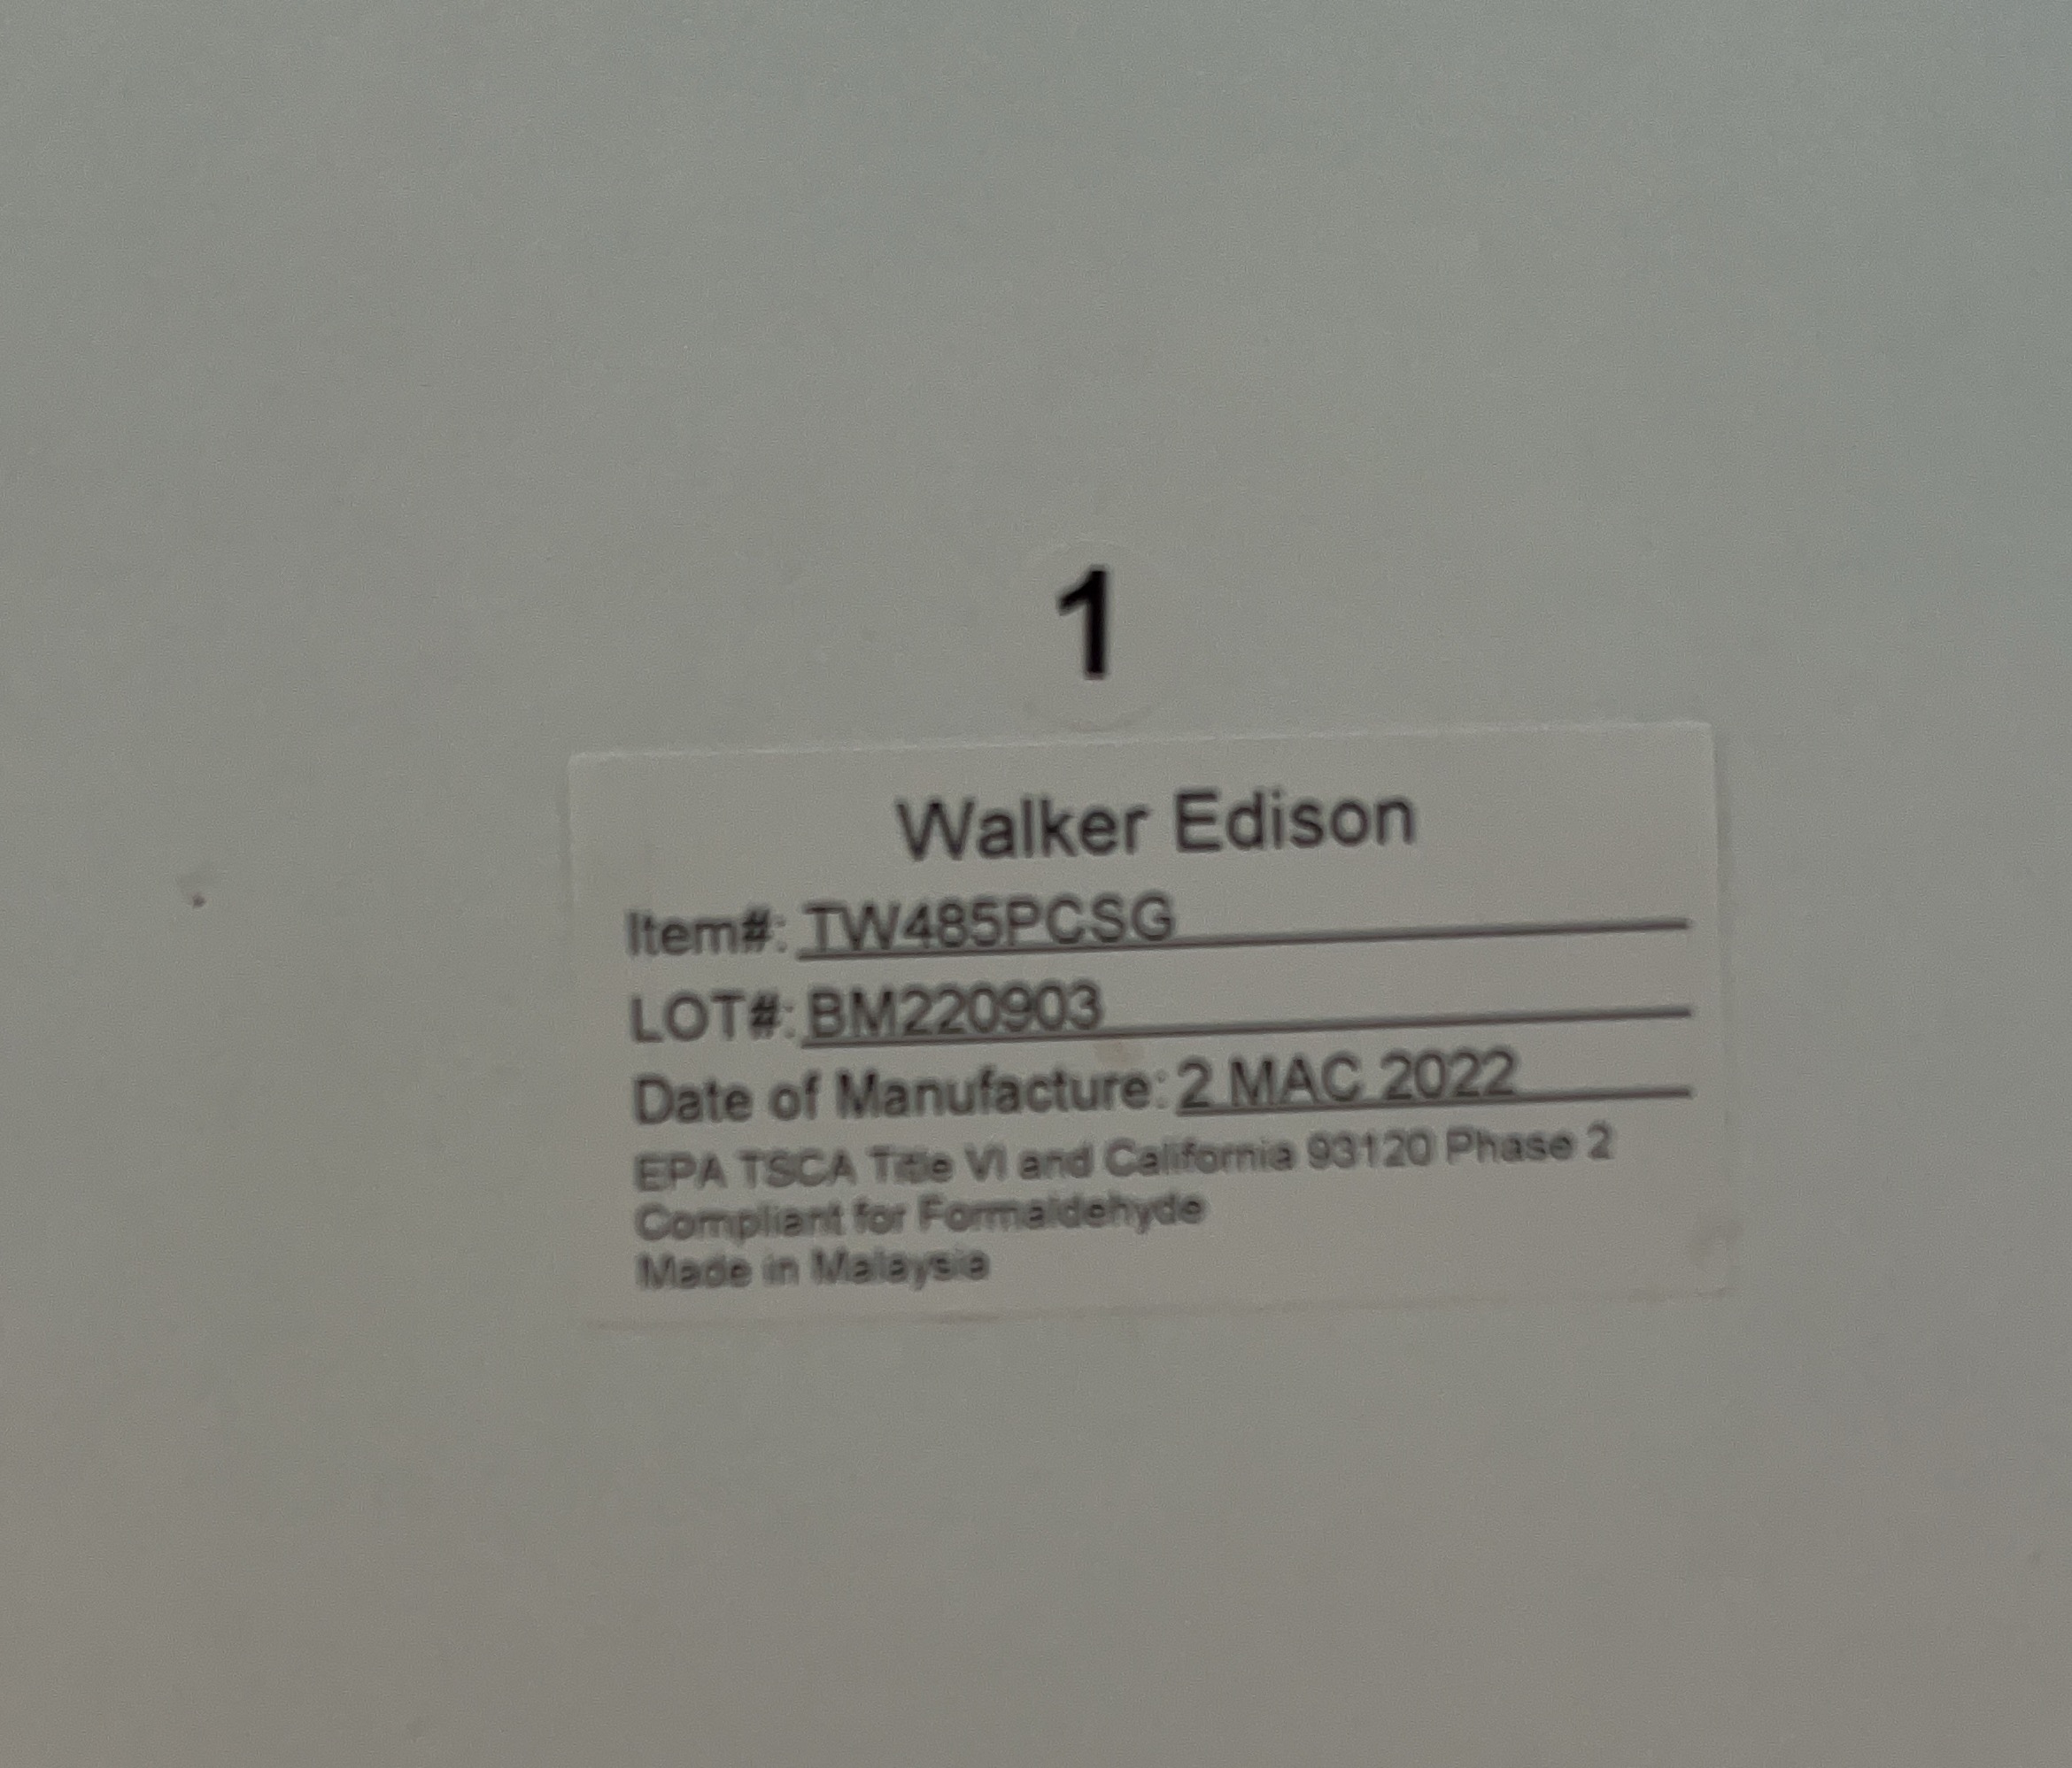 1
Walker Edison
Item#: TW485PCSG
LOT#: BM220903
Date of Manufacture: 2 MAC 2022
EPA TSCA Title VI and California 93120 Phase 2
Compliant for Formaldehyde
Made in Malaysia